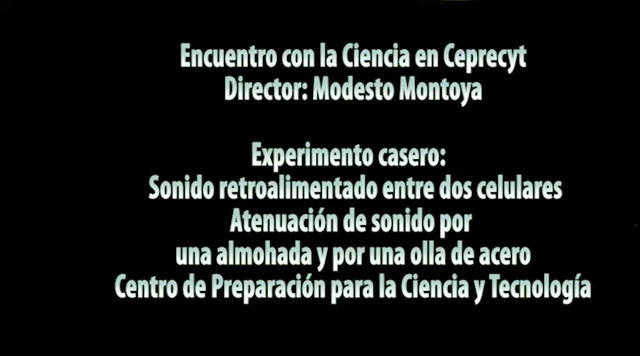 Encuentro con la Ciencia en Ceprecyt
Director: Modesto Montoya
Experimento casero:
Sonido retroalimentado entre dos celulares
Atenuación de sonido por
una almohada y por una olla de acero
Centro de Preparación para la Ciencia y Tecnología